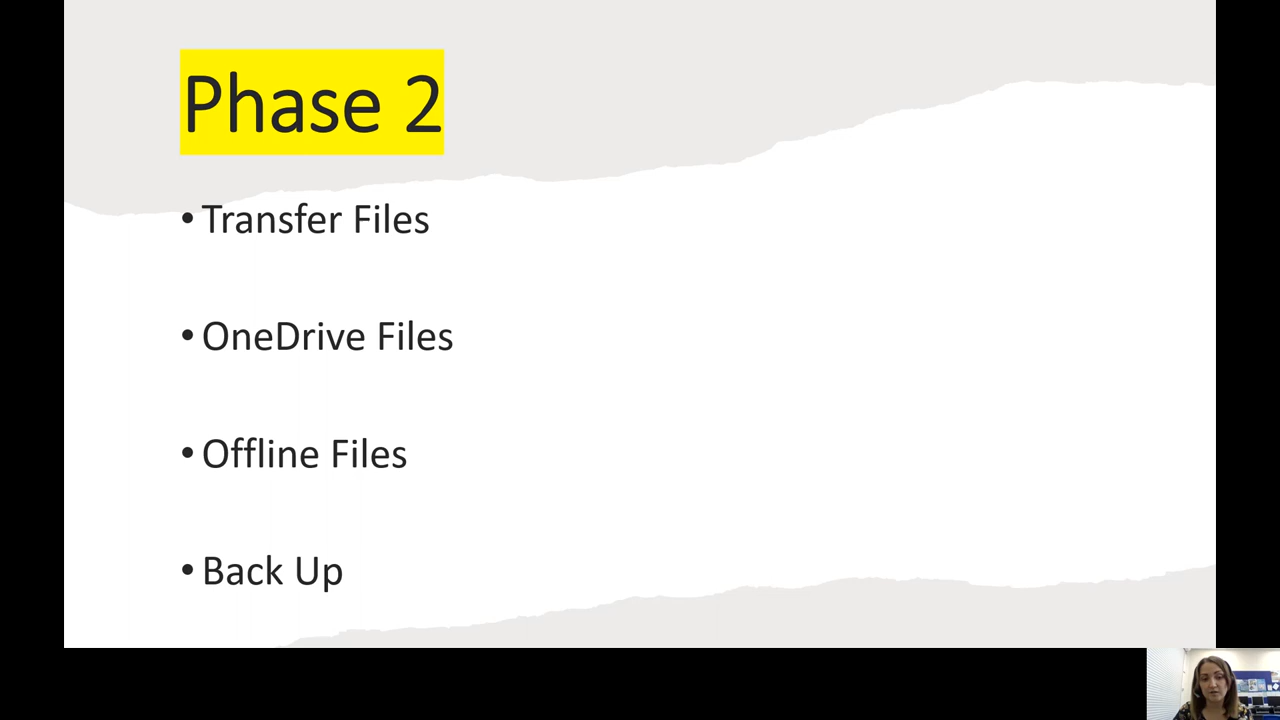 Phase 2
• Transfer Files
• OneDrive Files
• Offline Files
• Back Up